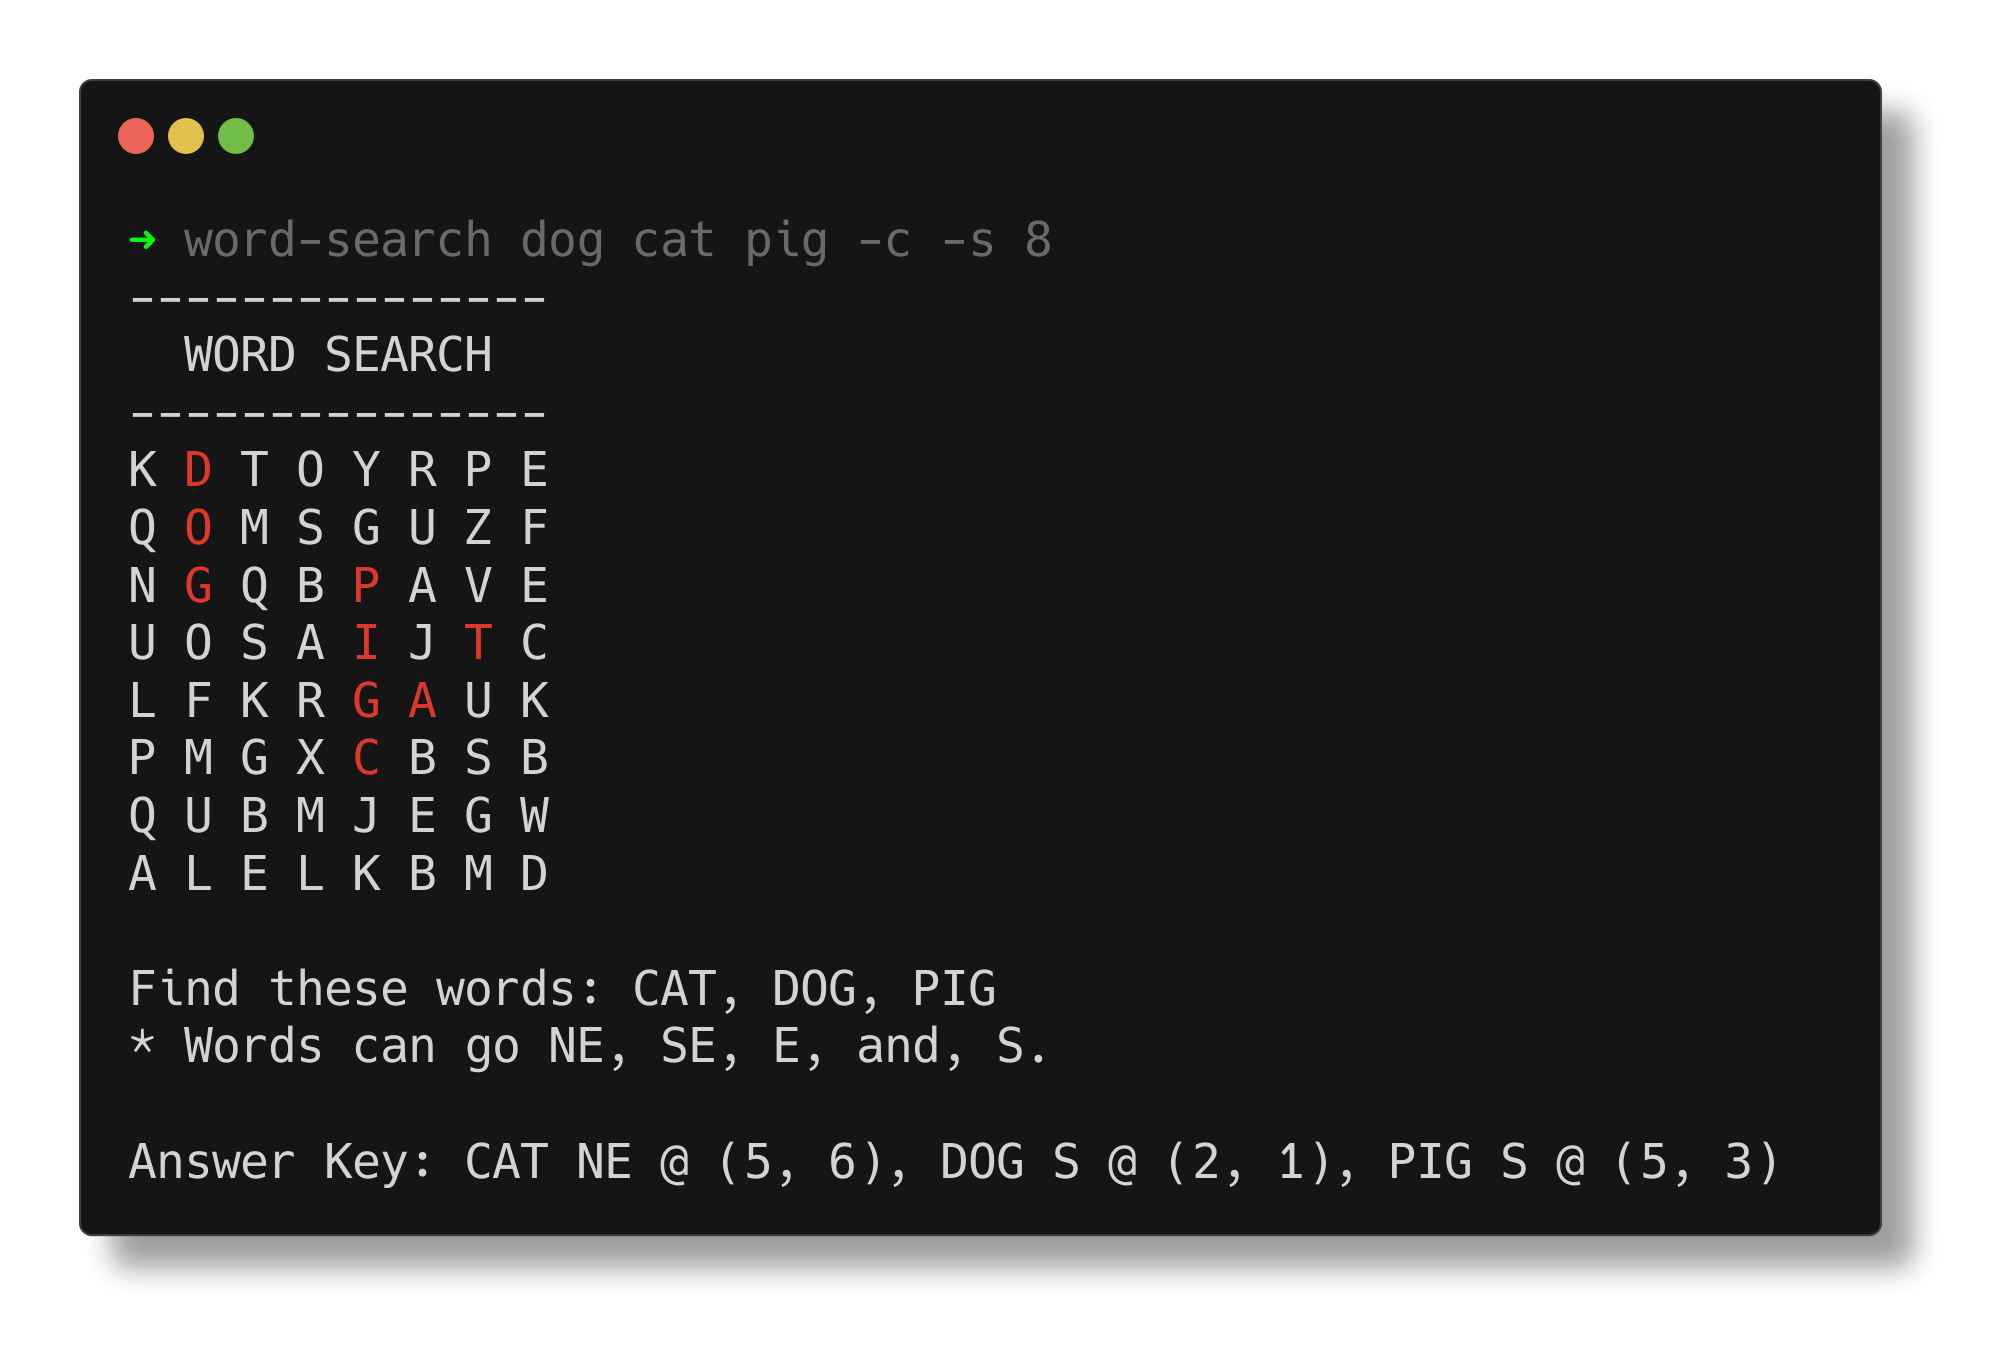 ➜ word-search dog cat pig -c -s 8
---------------
  WORD SEARCH
---------------
K D T O Y R P E
Q O M S G U Z F
N G Q B P A V E
U O S A I J T C
L F K R G A U K
P M G X C B S B
Q U B M J E G W
A L E L K B M D

Find these words: CAT, DOG, PIG
* Words can go NE, SE, E, and, S.

Answer Key: CAT NE @ (5, 6), DOG S @ (2, 1), PIG S @ (5, 3)